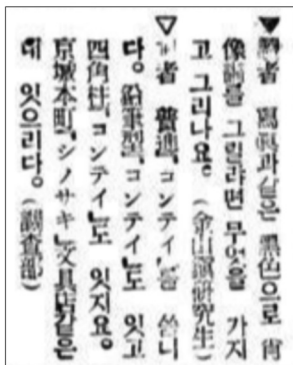 ▼ 者 寫眞과같은 黑色으로 肖
像畵를 그릴라면 무엇을 가지
고 그리나요。(金山 硏究生)
▽記者 普通「コンテイ」를 씀니
다。鉛筆型「コンテイ」도 잇고
四角柱「コンテイ」도 잇지요。
京城本町「シノサキ」文具店같은
데 잇으리다。(調査部)